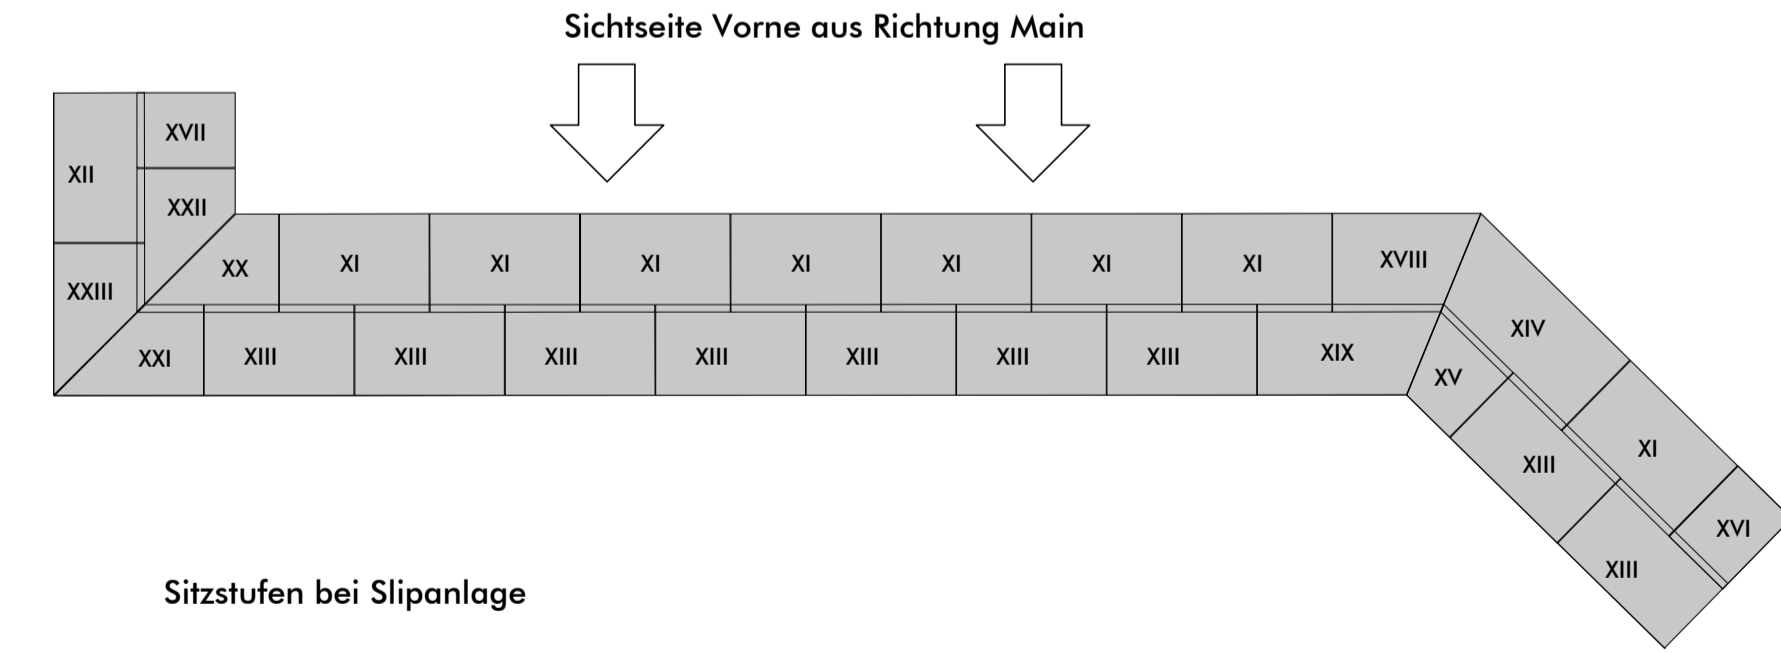 Sichtseite Vorne aus Richtung Main
XII
XVII
XXII
XXIII
XX XI XI XI XI XI XI XI XVIII
XXI XIII XIII XIII XIII XIII XIII XIII XIX
XIV
XV
XI
XIII
XVI
XIII
Sitzstufen bei Slipanlage